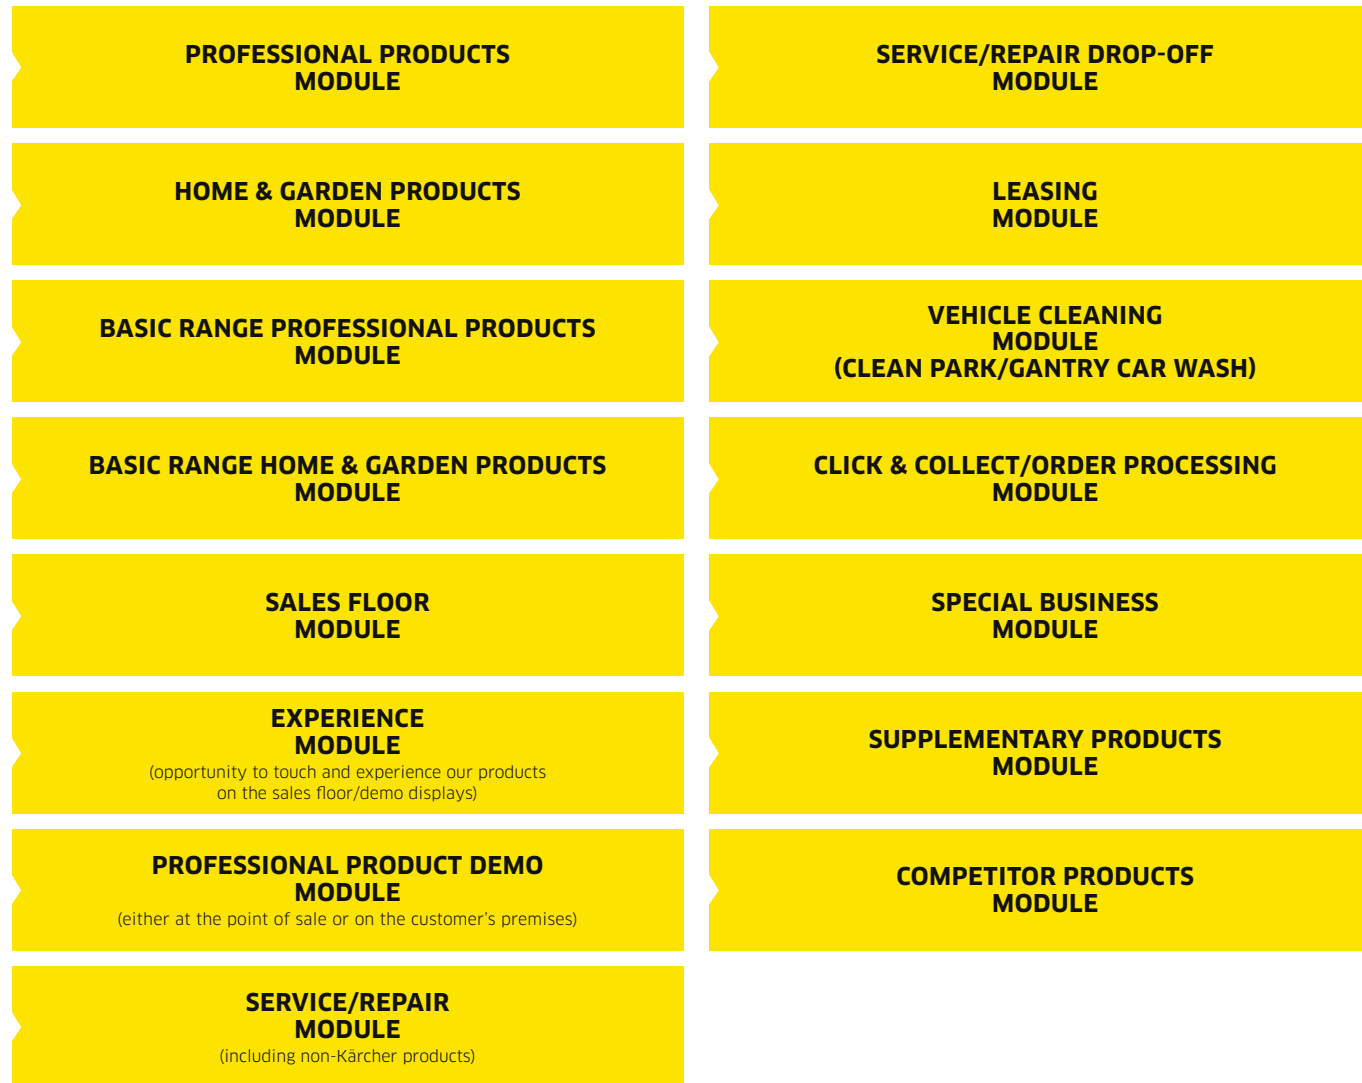 PROFESSIONAL PRODUCTS
MODULE
HOME & GARDEN PRODUCTS
MODULE
BASIC RANGE PROFESSIONAL PRODUCTS
MODULE
BASIC RANGE HOME & GARDEN PRODUCTS
MODULE
SALES FLOOR
MODULE
EXPERIENCE
MODULE
(opportunity to touch and experience our products
on the sales floor/demo displays)
PROFESSIONAL PRODUCT DEMO
MODULE
(either at the point of sale or on the customer’s premises)
SERVICE/REPAIR
MODULE
(including non-Kärcher products)
SERVICE/REPAIR DROP-OFF
MODULE
LEASING
MODULE
VEHICLE CLEANING
MODULE
(CLEAN PARK/GANTRY CAR WASH)
CLICK & COLLECT/ORDER PROCESSING
MODULE
SPECIAL BUSINESS
MODULE
SUPPLEMENTARY PRODUCTS
MODULE
COMPETITOR PRODUCTS
MODULE